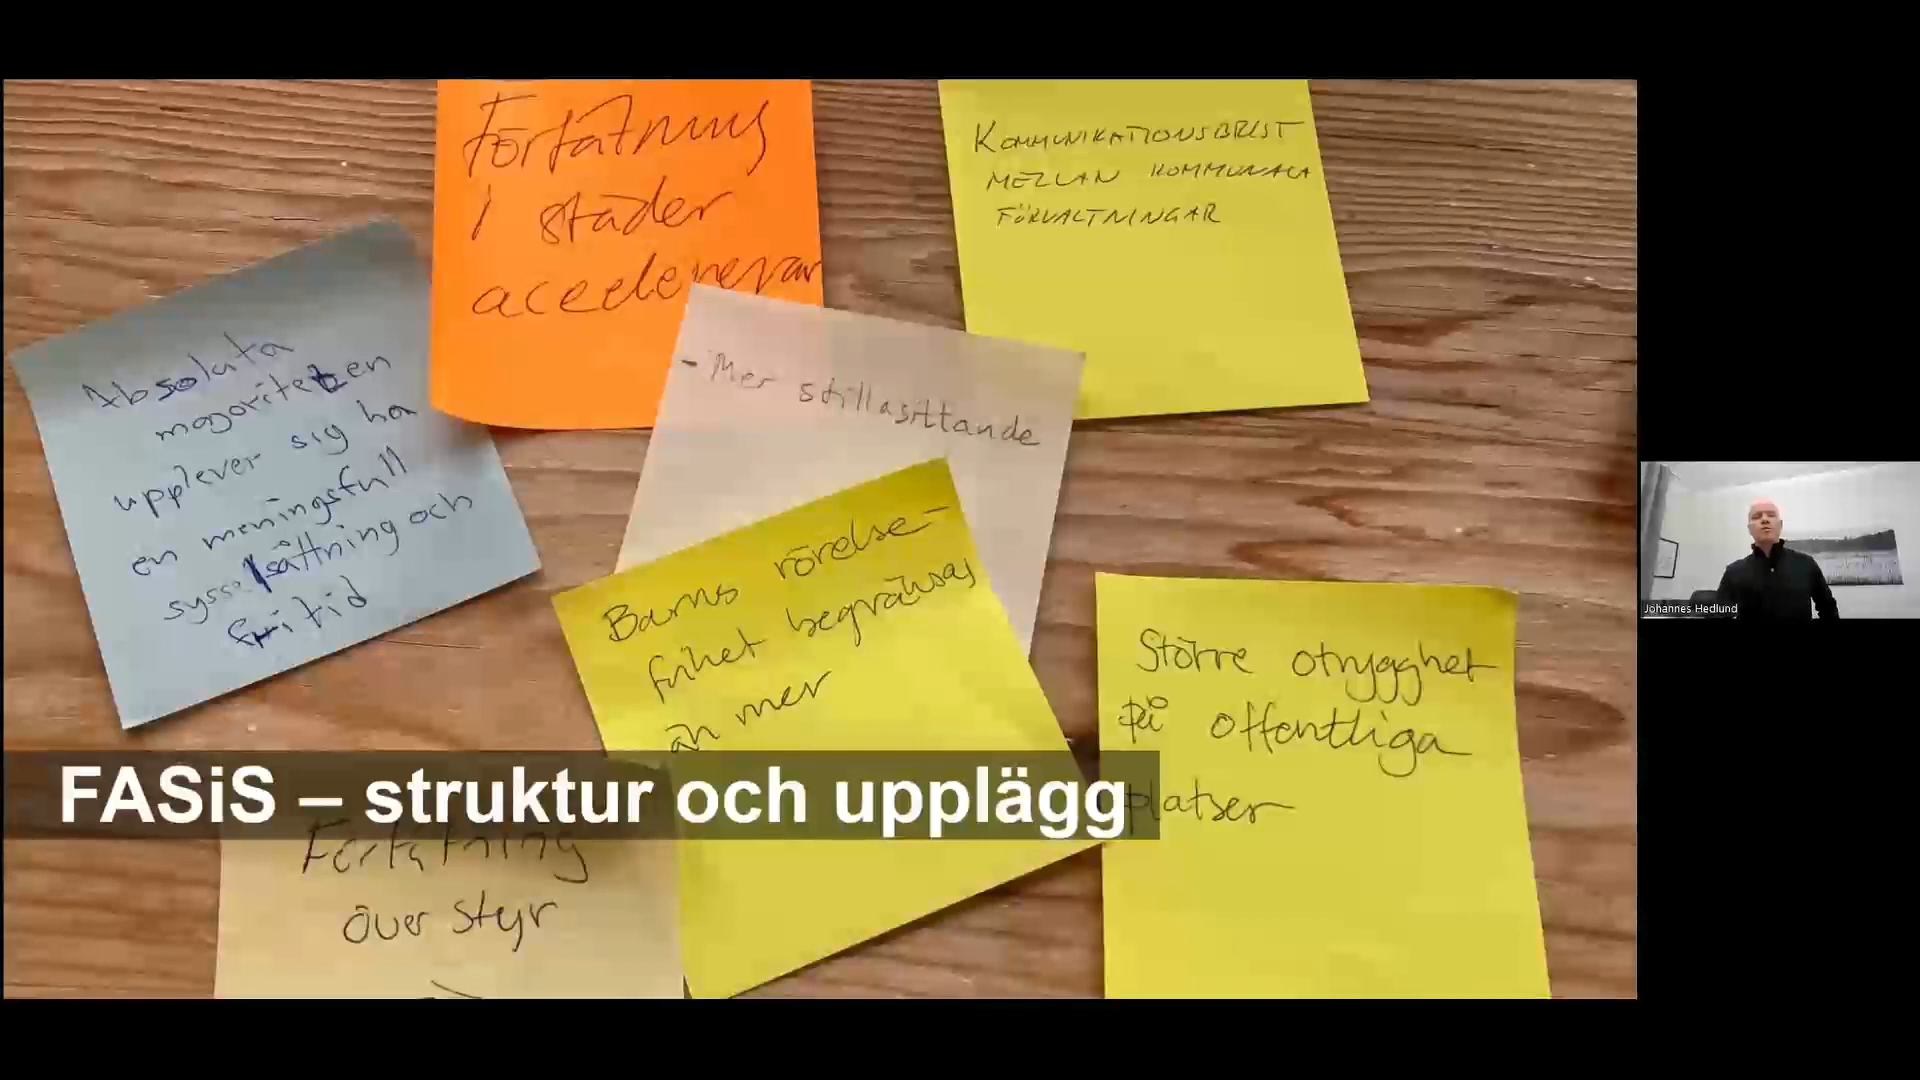 Förtätning
i städer
acedererar
KOMMUNIKATIONSBRIST
MELLAN KOMMUNALA
FÖRVALTNINGAR
Absoluta
majoriteten
upplever sig ha
en meningsfull
sysselsättning och
fritid
- Mer stillasittande
Barns rörelse-
frihet begränsas
än mer
Större otrygghet
på offentliga
platser
FASiS – struktur och upplägg
Förtätning
över styr
Johannes Hedlund